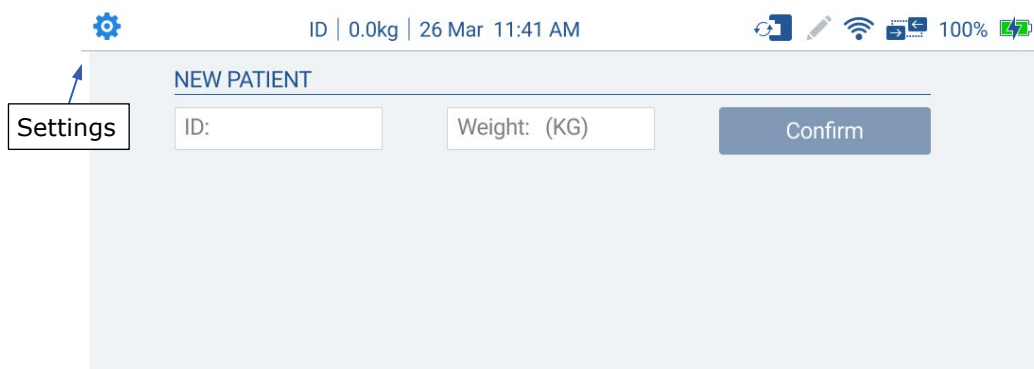 ID | 0.0kg | 26 Mar 11:41 AM 100%
NEW PATIENT
Settings
ID: Weight: (KG) Confirm